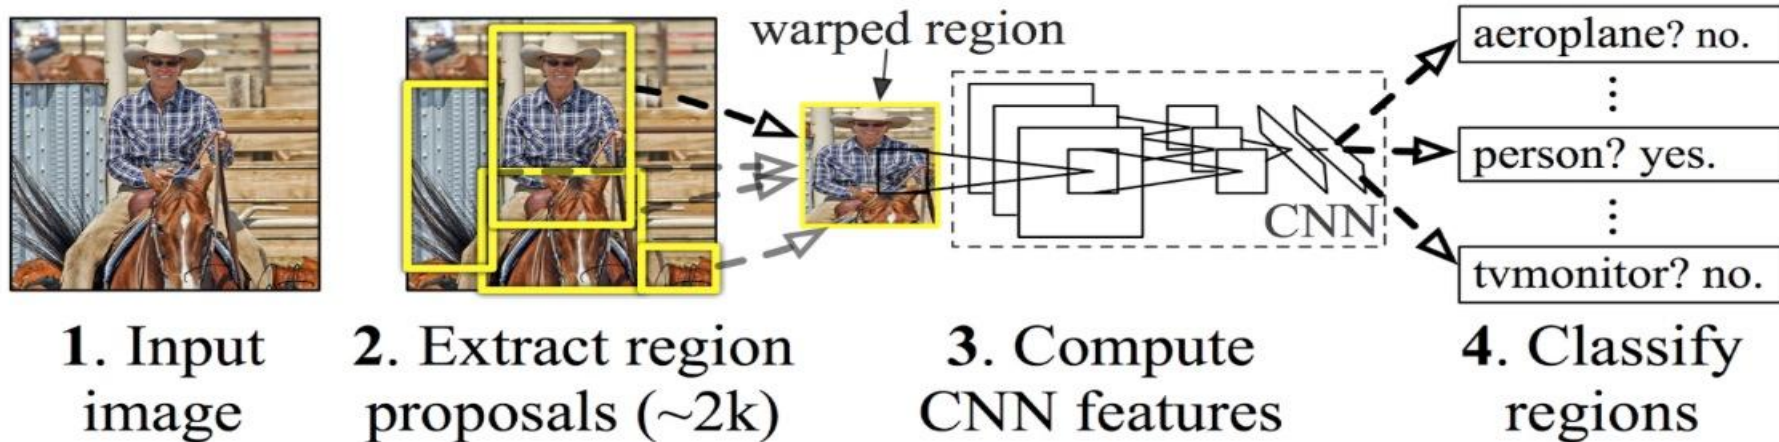 warped region
aeroplane? no.
person? yes.
CNN
tvmonitor? no.
1. Input
image
2. Extract region
proposals (~2k)
3. Compute
CNN features
4. Classify
regions